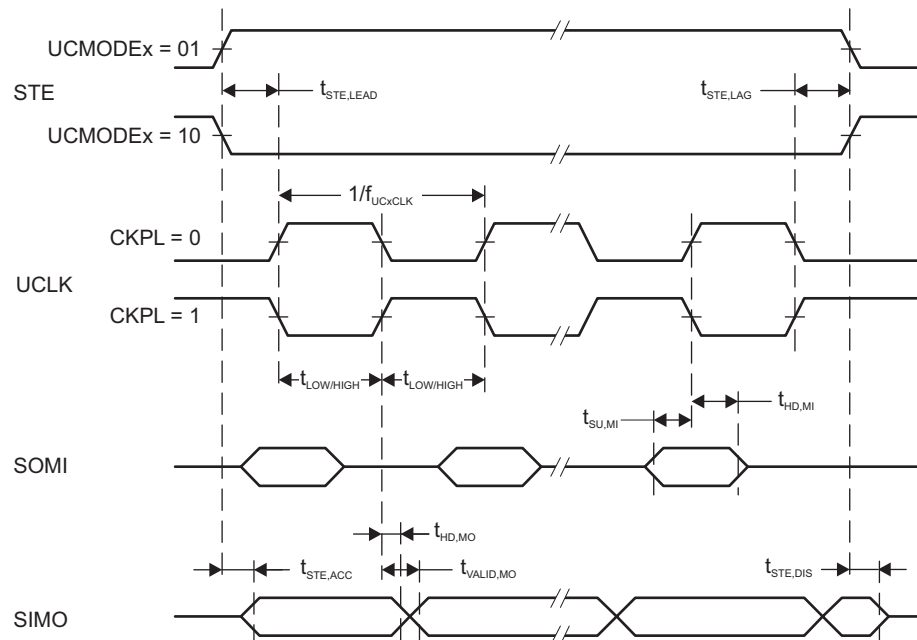 UCMODEx = 01
STE
tSTE,LEAD
tSTE,LAG
UCMODEx = 10
1/fUCxCLK
CKPL = 0
UCLK
CKPL = 1
tLOW/HIGH tLOW/HIGH
tHD,MI
tSU,MI
SOMI
tHD,MO
tSTE,ACC tVALID,MO tSTE,DIS
SIMO